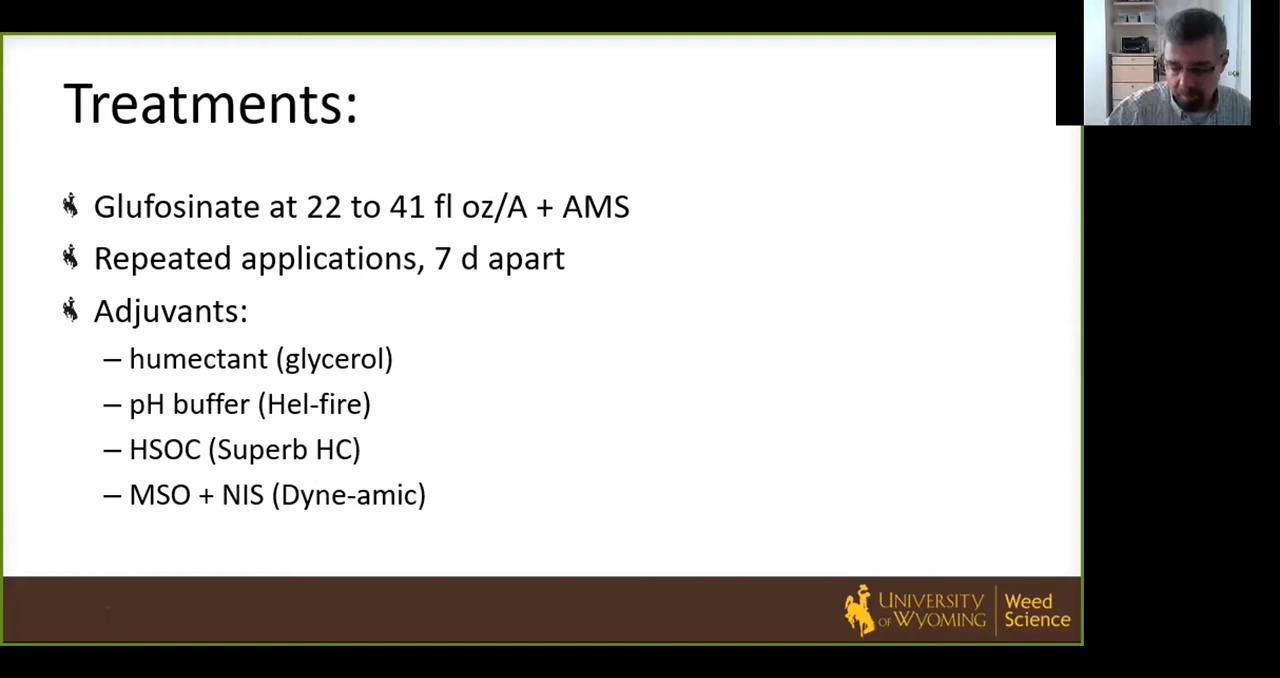 Treatments:
Glufosinate at 22 to 41 fl oz/A + AMS
Repeated applications, 7 d apart
Adjuvants:
– humectant (glycerol)
– pH buffer (Hel-fire)
– HSOC (Superb HC)
– MSO + NIS (Dyne-amic)
UNIVERSITY
OF WYOMING
Weed
Science